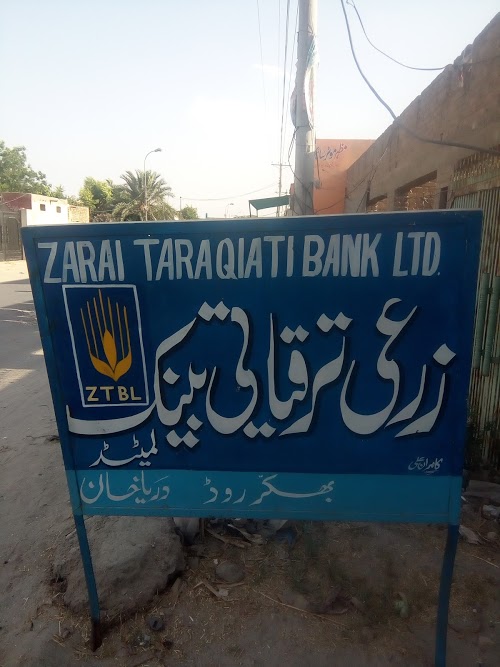 ZARAI TARAQIATI BANK LTD.
ZTBL
زرعی ترقیاتی بینک
لمیٹڈ
بھکر روڈ دریاخان